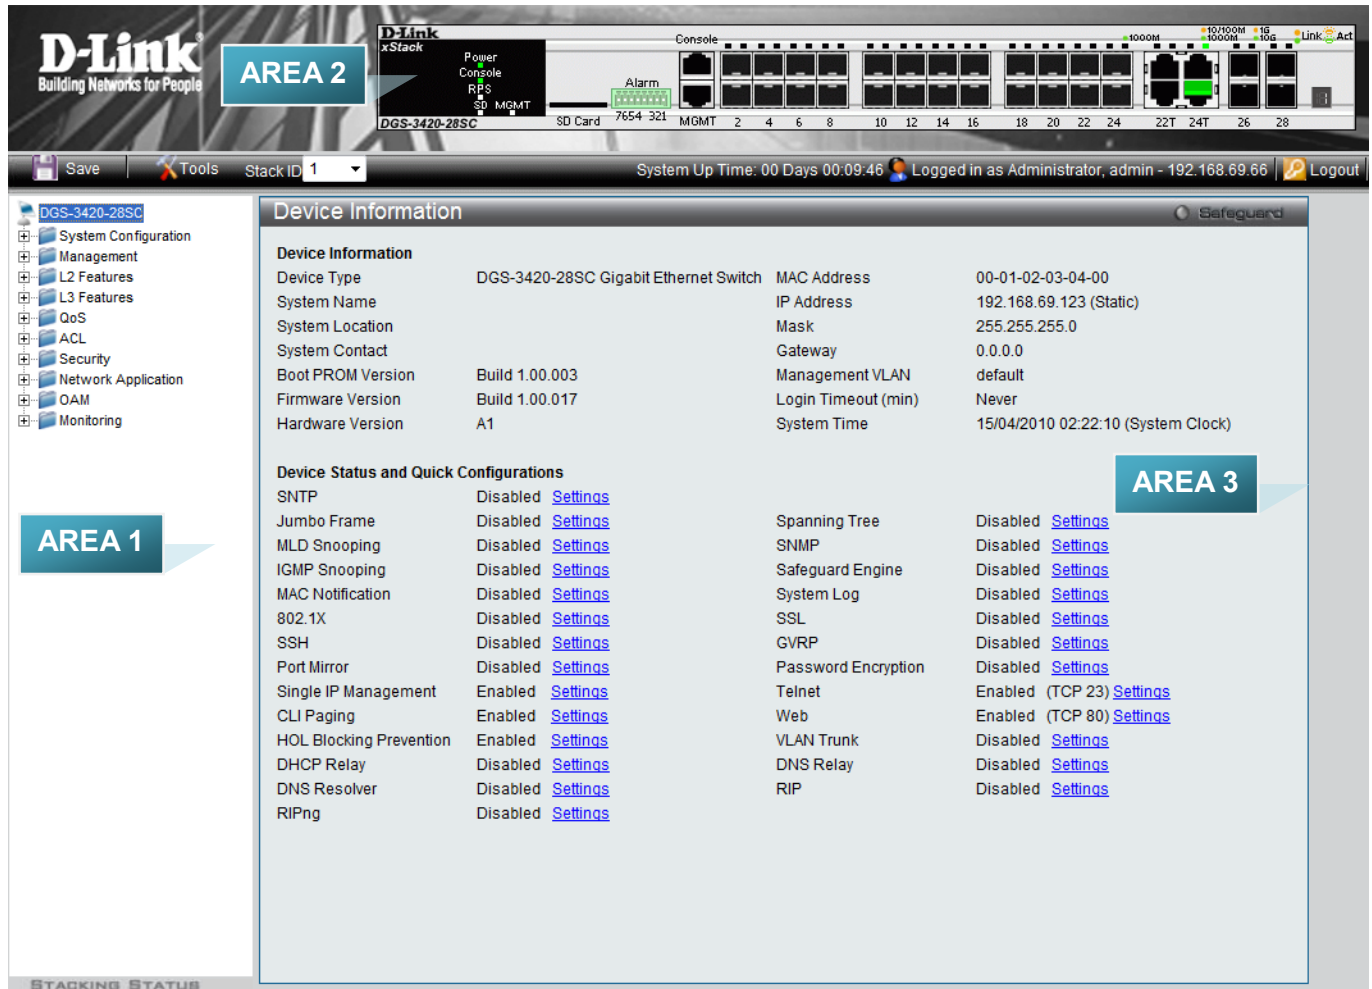 D-Link
Building Networks for People
AREA 2
D-Link
xStack
Power
Console
RPS
SD MGMT
DGS-3420-28SC
SD Card
Alarm
7654 321
Console
MGMT 2 4 6 8 10 12 14 16 18 20 22 24 22T 24T 26 28
1000M
10/100M
1000M
1G
10G
Link
Act
Save
Tools
Stack ID 1
System Up Time: 00 Days 00:09:46
Logged in as Administrator, admin - 192.168.69.66
Logout
DGS-3420-28SC
System Configuration
Management
L2 Features
L3 Features
QoS
ACL
Security
Network Application
OAM
Monitoring
AREA 1
STACKING STATUS
Device Information
Safeguard
Device Information
Device Type DGS-3420-28SC Gigabit Ethernet Switch MAC Address 00-01-02-03-04-00
System Name IP Address 192.168.69.123 (Static)
System Location Mask 255.255.255.0
System Contact Gateway 0.0.0.0
Boot PROM Version Build 1.00.003 Management VLAN default
Firmware Version Build 1.00.017 Login Timeout (min) Never
Hardware Version A1 System Time 15/04/2010 02:22:10 (System Clock)
Device Status and Quick Configurations
AREA 3
SNTP Disabled Settings
Jumbo Frame Disabled Settings Spanning Tree Disabled Settings
MLD Snooping Disabled Settings SNMP Disabled Settings
IGMP Snooping Disabled Settings Safeguard Engine Disabled Settings
MAC Notification Disabled Settings System Log Disabled Settings
802.1X Disabled Settings SSL Disabled Settings
SSH Disabled Settings GVRP Disabled Settings
Port Mirror Disabled Settings Password Encryption Disabled Settings
Single IP Management Enabled Settings Telnet Enabled (TCP 23) Settings
CLI Paging Enabled Settings Web Enabled (TCP 80) Settings
HOL Blocking Prevention Enabled Settings VLAN Trunk Disabled Settings
DHCP Relay Disabled Settings DNS Relay Disabled Settings
DNS Resolver Disabled Settings RIP Disabled Settings
RIPng Disabled Settings